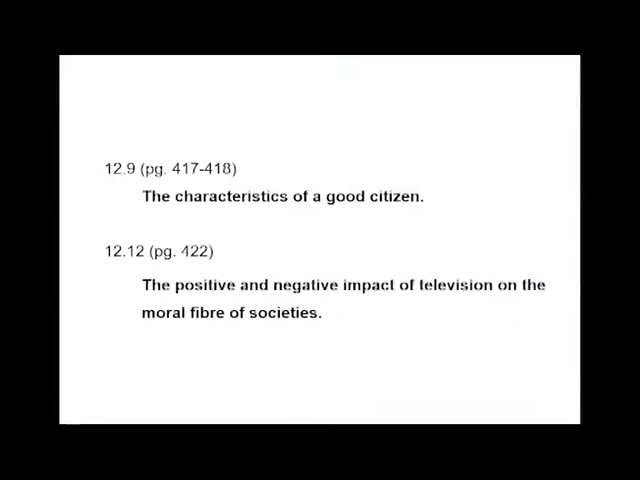 12.9 (pg. 417-418)
The characteristics of a good citizen.
12.12 (pg. 422)
The positive and negative impact of television on the
moral fibre of societies.